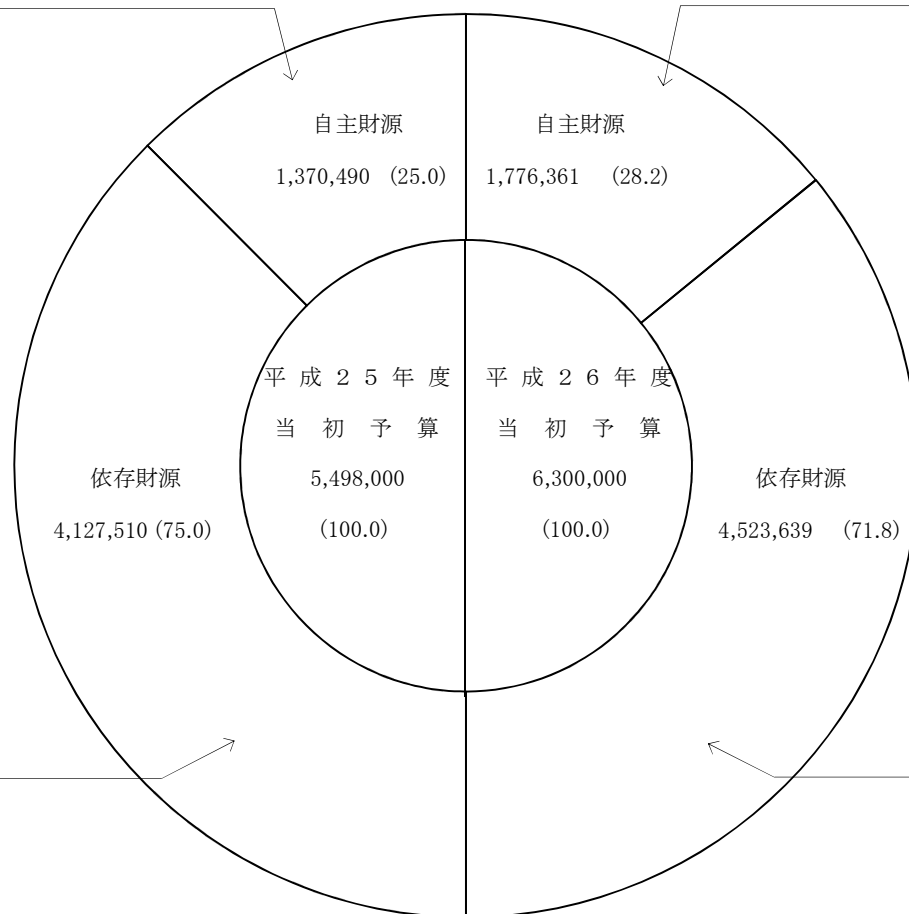 自主財源
1,370,490 (25.0)
自主財源
1,776,361 (28.2)
平成２５年度
当初予算
5,498,000
(100.0)
平成２６年度
当初予算
6,300,000
(100.0)
依存財源
4,127,510 (75.0)
依存財源
4,523,639 (71.8)